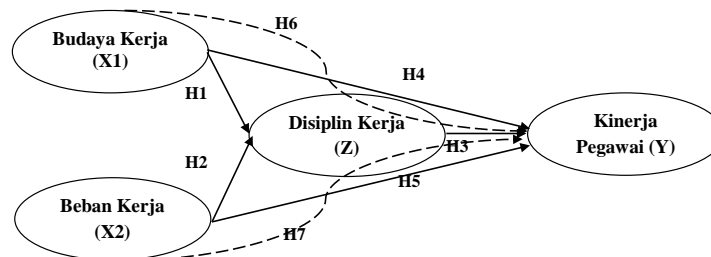 H6
Budaya Kerja
(X1)
H4
H1
Disiplin Kerja
(Z)
Kinerja
Pegawai (Y)
H3
H2
H5
Beban Kerja
(X2)
H7